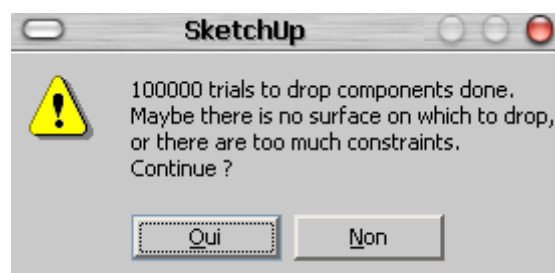 SketchUp
100000 trials to drop components done.
Maybe there is no surface on which to drop,
or there are too much constraints.
Continue ?
Oui Non